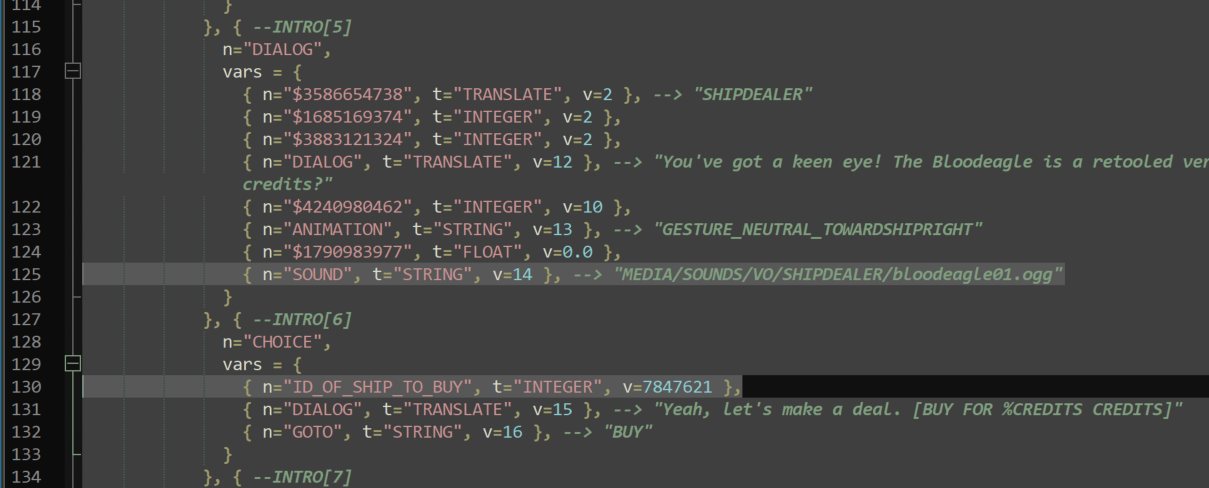 114 }
115 }, { --INTRO[5]
116 n="DIALOG",
117 vars = {
118 { n="$3586654738", t="TRANSLATE", v=2 }, --> "SHIPDEALER"
119 { n="$1685169374", t="INTEGER", v=2 },
120 { n="$3883121324", t="INTEGER", v=2 },
121 { n="DIALOG", t="TRANSLATE", v=12 }, --> "You've got a keen eye! The Bloodeagle is a retooled ver
credits?"
122 { n="$4240980462", t="INTEGER", v=10 },
123 { n="ANIMATION", t="STRING", v=13 }, --> "GESTURE_NEUTRAL_TOWARDSHIPRIGHT"
124 { n="$1790983977", t="FLOAT", v=0.0 },
125 { n="SOUND", t="STRING", v=14 }, --> "MEDIA/SOUNDS/VO/SHIPDEALER/bloodeagle01.ogg"
126 }
127 }, { --INTRO[6]
128 n="CHOICE",
129 vars = {
130 { n="ID_OF_SHIP_TO_BUY", t="INTEGER", v=7847621 },
131 { n="DIALOG", t="TRANSLATE", v=15 }, --> "Yeah, let's make a deal. [BUY FOR %CREDITS CREDITS]"
132 { n="GOTO", t="STRING", v=16 }, --> "BUY"
133 }
134 }, { --INTRO[7]